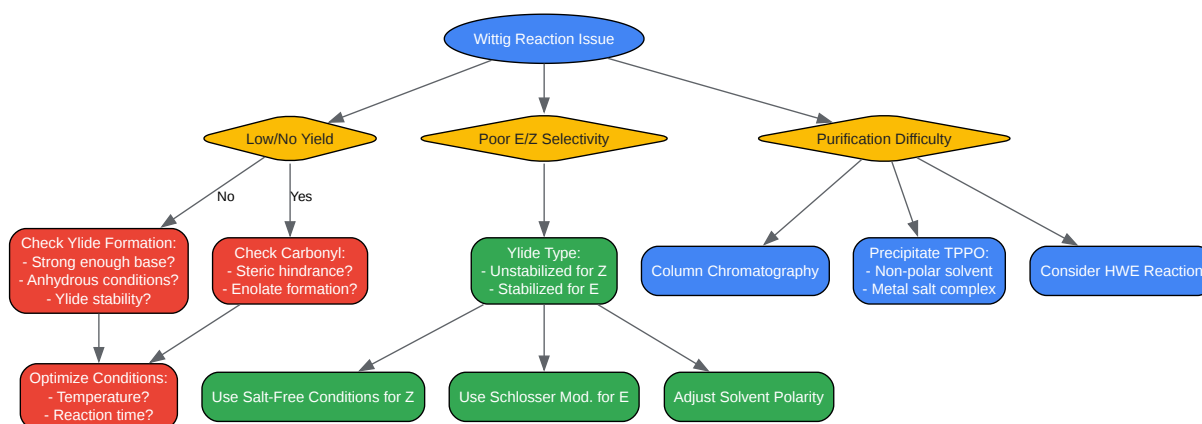 Wittig Reaction Issue
Low/No Yield
Poor E/Z Selectivity
Purification Difficulty
No
Yes
Check Ylide Formation:
- Strong enough base?
- Anhydrous conditions?
- Ylide stability?
Check Carbonyl:
- Steric hindrance?
- Enolate formation?
Ylide Type:
- Unstabilized for Z
- Stabilized for E
Column Chromatography
Precipitate TPPO:
- Non-polar solvent
- Metal salt complex
Consider HWE Reaction
Optimize Conditions:
- Temperature?
- Reaction time?
Use Salt-Free Conditions for Z
Use Schlosser Mod. for E
Adjust Solvent Polarity